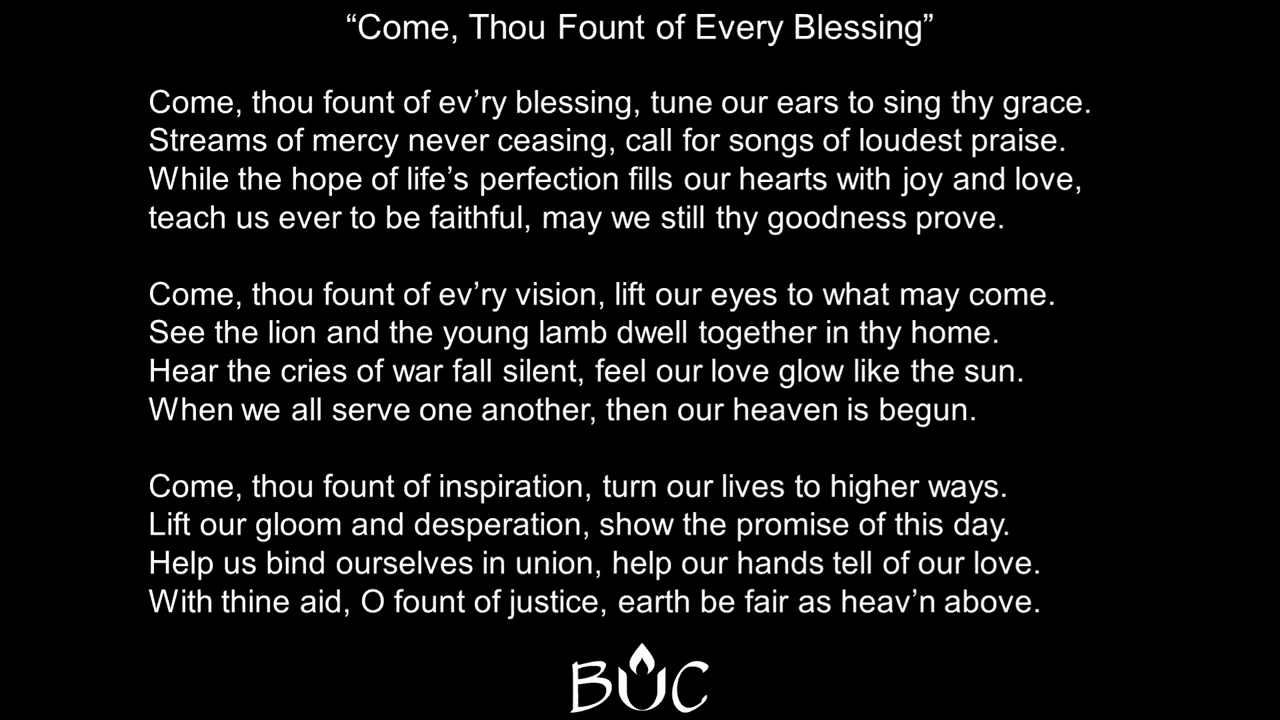 “Come, Thou Fount of Every Blessing”
Come, thou fount of ev’ry blessing, tune our ears to sing thy grace.
Streams of mercy never ceasing, call for songs of loudest praise.
While the hope of life’s perfection fills our hearts with joy and love,
teach us ever to be faithful, may we still thy goodness prove.
Come, thou fount of ev’ry vision, lift our eyes to what may come.
See the lion and the young lamb dwell together in thy home.
Hear the cries of war fall silent, feel our love glow like the sun.
When we all serve one another, then our heaven is begun.
Come, thou fount of inspiration, turn our lives to higher ways.
Lift our gloom and desperation, show the promise of this day.
Help us bind ourselves in union, help our hands tell of our love.
With thine aid, O fount of justice, earth be fair as heav’n above.
BUC